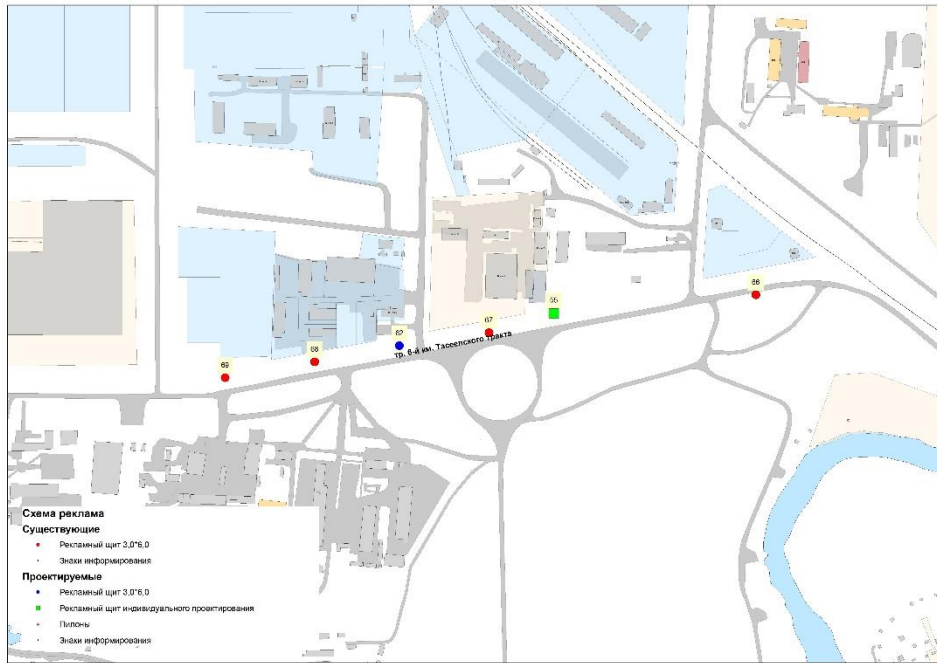 66
55
67
тр. 6-й км. Тасеевского тракта
62
68
69
Схема реклама
Существующие
Рекламный щит 3,0*6,0
Знаки информирования
Проектируемые
Рекламный щит 3,0*6,0
Рекламный щит индивидуального проектирования
Пилоны
Знаки информирования